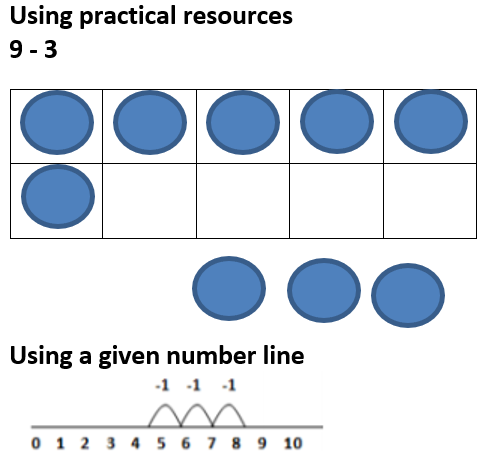 Using practical resources
9 - 3
Using a given number line
-1 -1 -1
0 1 2 3 4 5 6 7 8 9 10